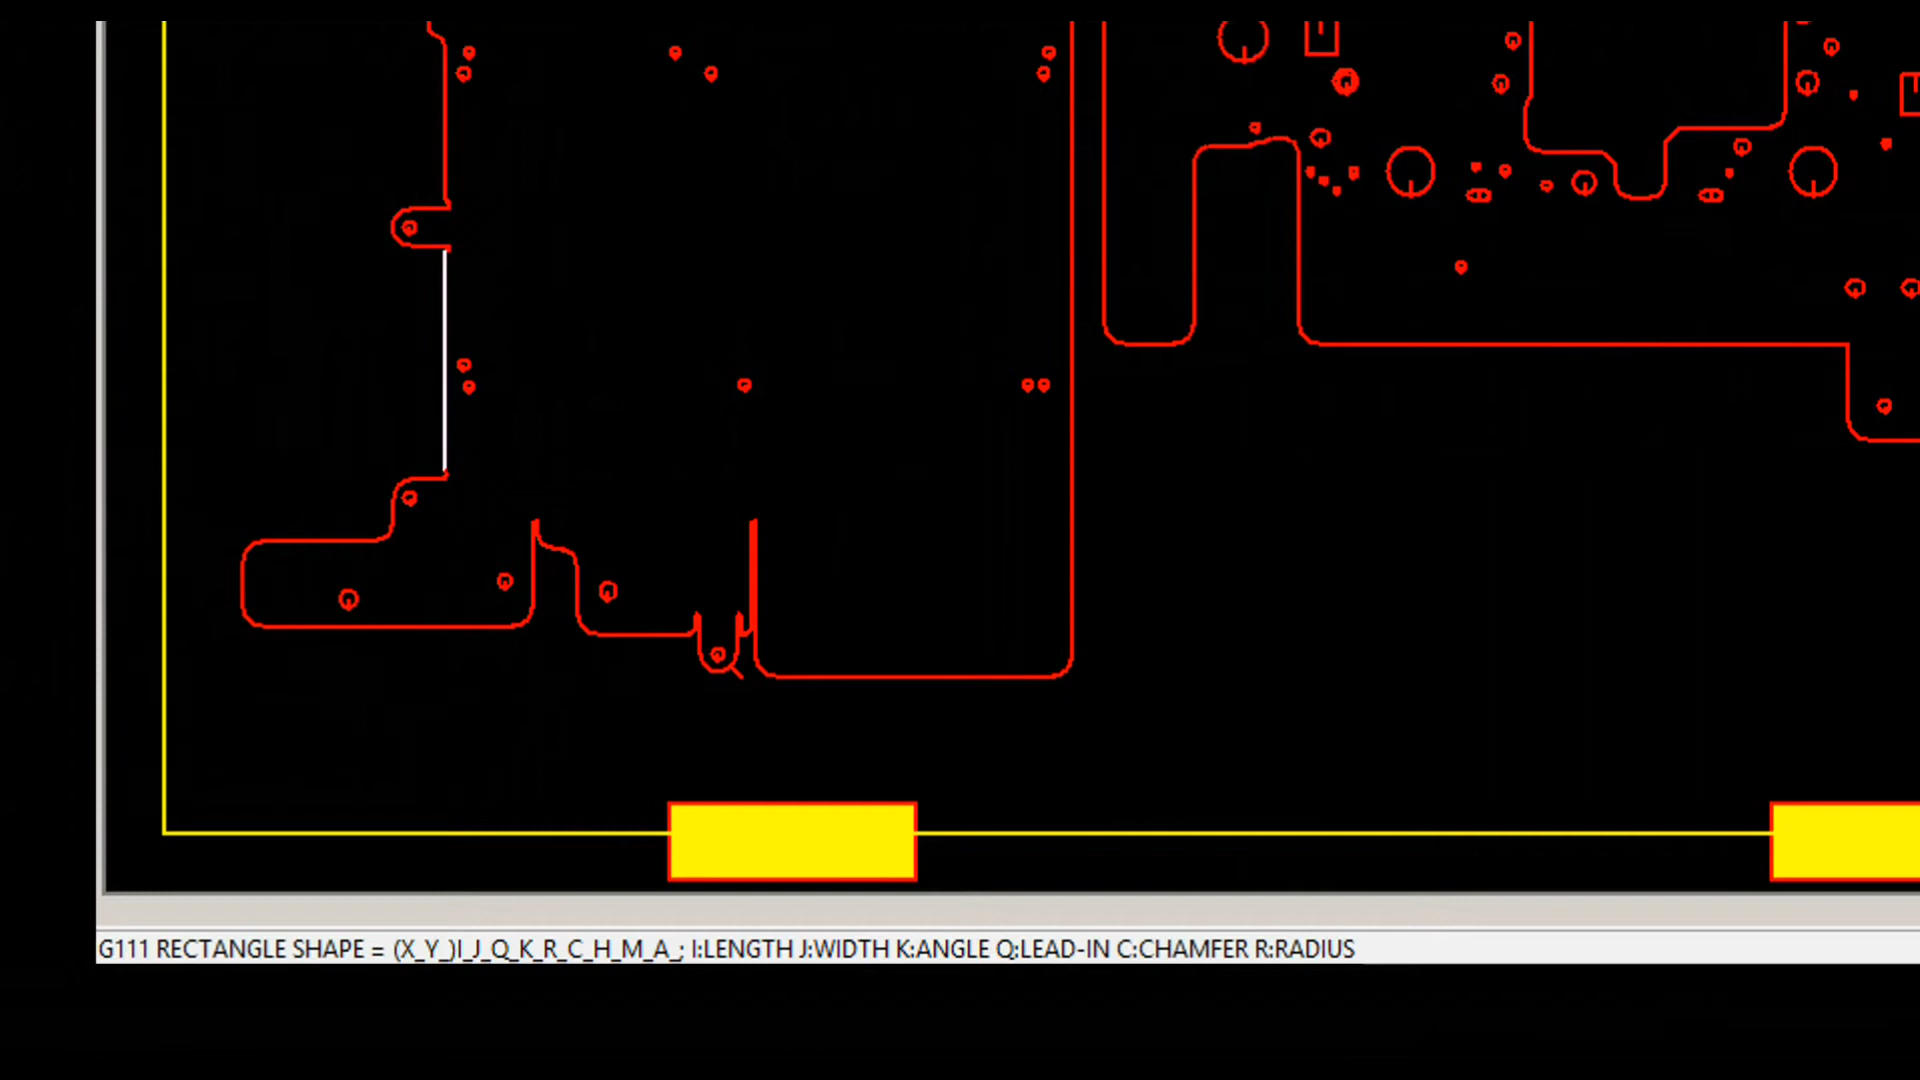 G111 RECTANGLE SHAPE = (X_Y_)I_J_Q_K_R_C_H_M_A_; I:LENGTH J:WIDTH K:ANGLE Q:LEAD-IN C:CHAMFER R:RADIUS